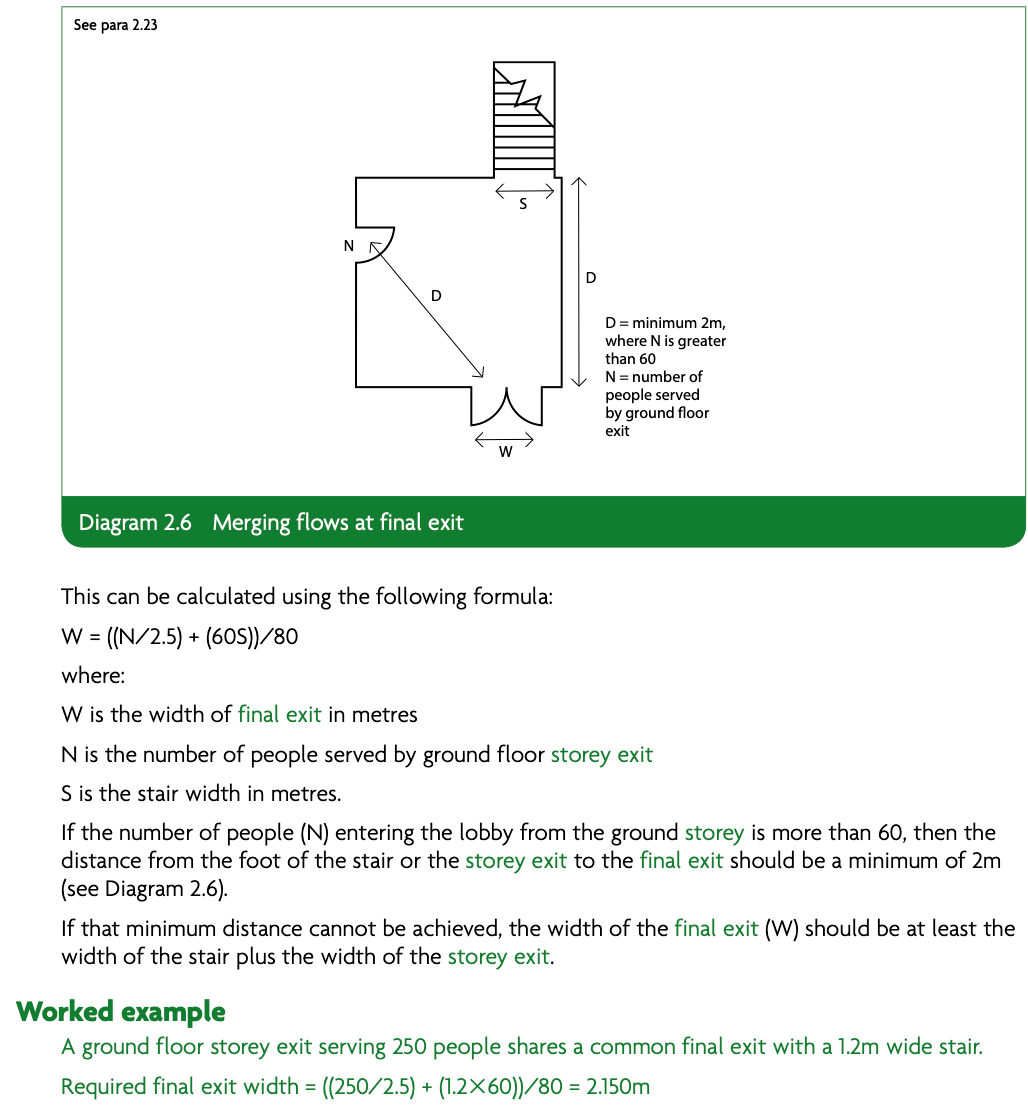 See para 2.23
S
N
D
D
D = minimum 2m,
where N is greater
than 60
N = number of
people served
by ground floor
exit
W
Diagram 2.6 Merging flows at final exit
This can be calculated using the following formula:
W = ((N/2.5) + (60S))/80
where:
W is the width of final exit in metres
N is the number of people served by ground floor storey exit
S is the stair width in metres.
If the number of people (N) entering the lobby from the ground storey is more than 60, then the
distance from the foot of the stair or the storey exit to the final exit should be a minimum of 2m
(see Diagram 2.6).
If that minimum distance cannot be achieved, the width of the final exit (W) should be at least the
width of the stair plus the width of the storey exit.
Worked example
A ground floor storey exit serving 250 people shares a common final exit with a 1.2m wide stair.
Required final exit width = ((250/2.5) + (1.2×60))/80 = 2.150m